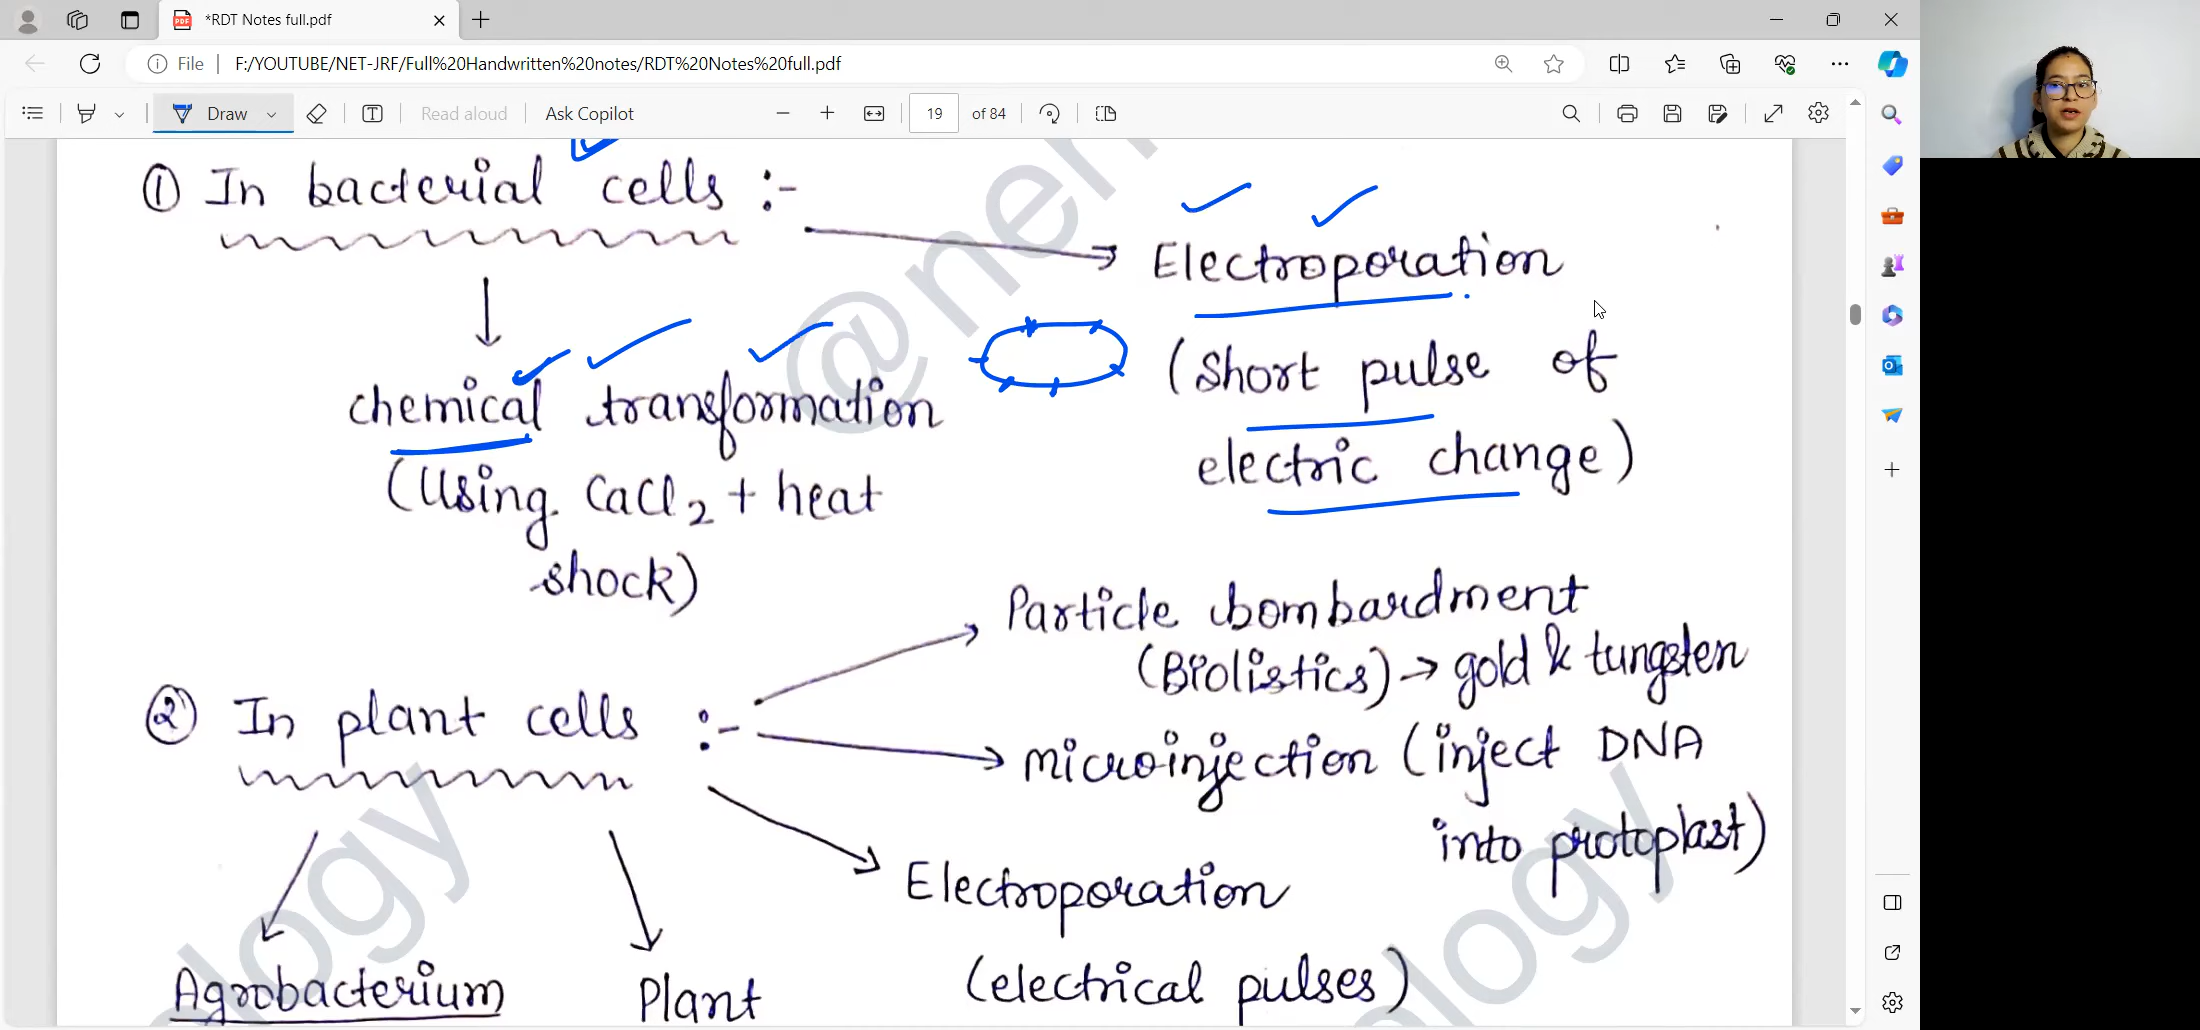 *RDT Notes full.pdf
File
F:/YOUTUBE/NET-JRF/Full%20Handwritten%20notes/RDT%20Notes%20full.pdf
Draw
Read aloud
Ask Copilot
19 of 84
① In bacterial cells :-
Electroporation
(short pulse of
electric change)
chemical transformation
(Using CaCl2 + heat
shock)
② In plant cells :-
Particle bombardment
(Biolistics) → gold & tungsten
microinjection (inject DNA
into protoplast)
Electroporation
(electrical pulses)
Agrobacterium
Plant
@ner
ology
ology